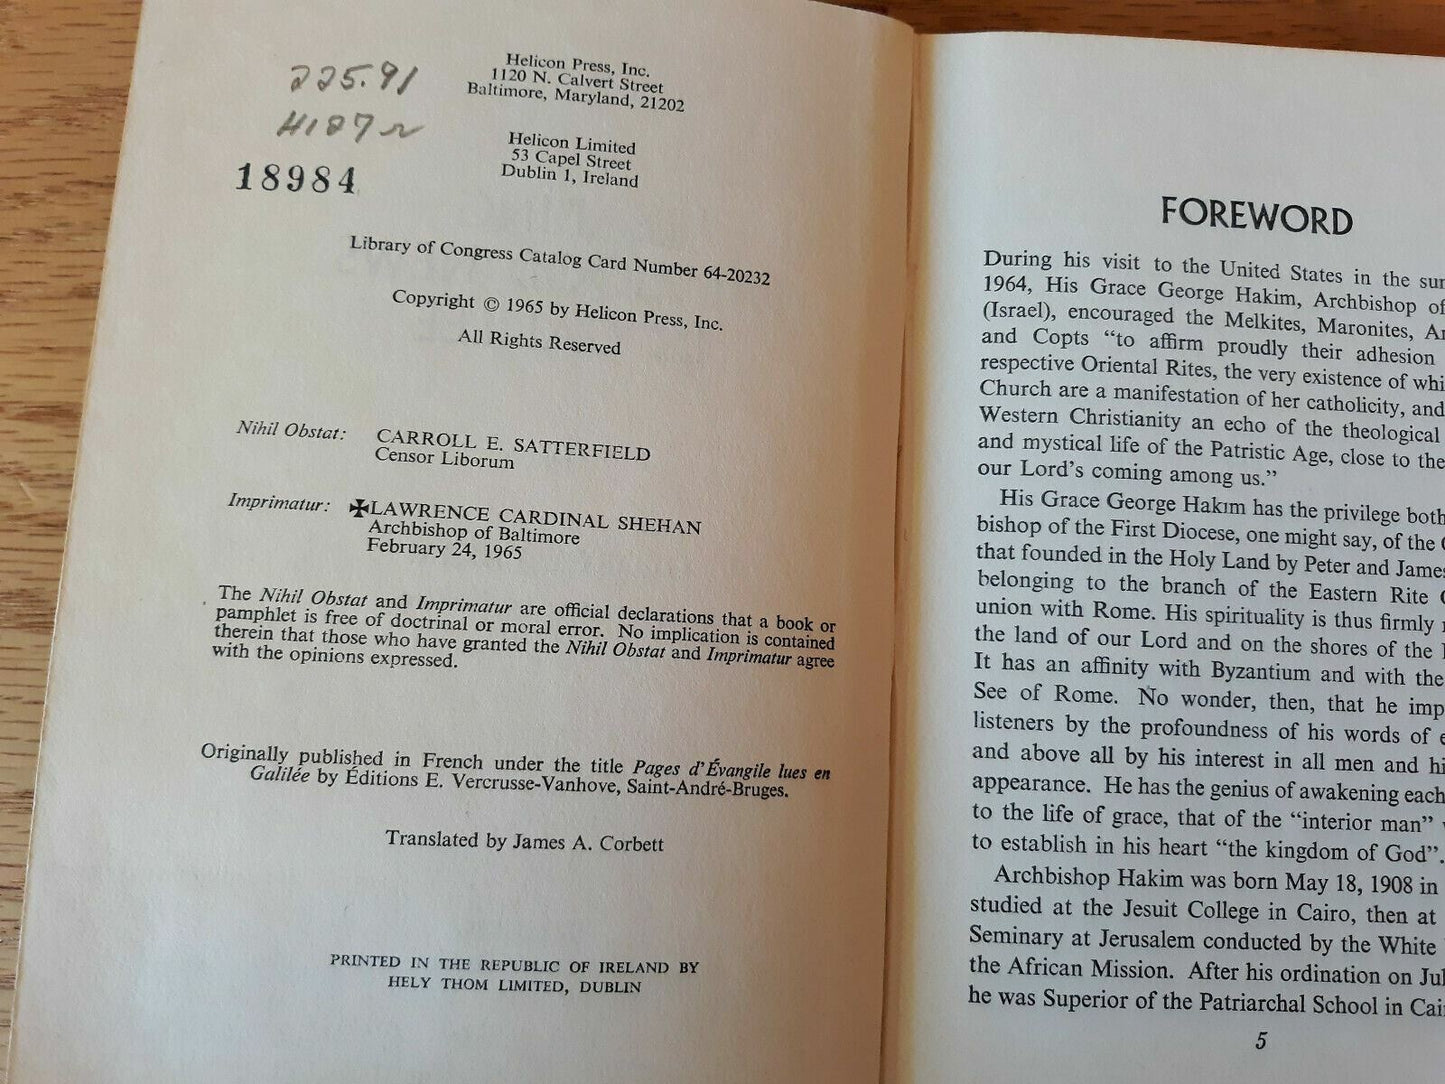 225.91
H187r
18984
Helicon Press, Inc.
1120 N. Calvert Street
Baltimore, Maryland, 21202
Helicon Limited
53 Capel Street
Dublin 1, Ireland
Library of Congress Catalog Card Number 64-20232
Copyright © 1965 by Helicon Press, Inc.
All Rights Reserved
Nihil Obstat: CARROLL E. SATTERFIELD
Censor Liborum
Imprimatur: ✠LAWRENCE CARDINAL SHEHAN
Archbishop of Baltimore
February 24, 1965
The Nihil Obstat and Imprimatur are official declarations that a book or
pamphlet is free of doctrinal or moral error. No implication is contained
therein that those who have granted the Nihil Obstat and Imprimatur agree
with the opinions expressed.
Originally published in French under the title Pages d'Évangile lues en
Galilée by Éditions E. Vercrusse-Vanhove, Saint-André-Bruges.
Translated by James A. Corbett
PRINTED IN THE REPUBLIC OF IRELAND BY
HELY THOM LIMITED, DUBLIN
FOREWORD
During his visit to the United States in the
1964, His Grace George Hakim, Archbishop of
(Israel), encouraged the Melkites, Maronites,
and Copts “to affirm proudly their adhesion
respective Oriental Rites, the very existence of
Church are a manifestation of her catholicity, and
Western Christianity an echo of the theological
and mystical life of the Patristic Age, close to the
our Lord's coming among us.”
His Grace George Hakim has the privilege both
bishop of the First Diocese, one might say, of the
that founded in the Holy Land by Peter and James
belonging to the branch of the Eastern Rite
union with Rome. His spirituality is thus firmly
the land of our Lord and on the shores of the
It has an affinity with Byzantium and with the
See of Rome. No wonder, then, that he
listeners by the profoundness of his words of
and above all by his interest in all men and
appearance. He has the genius of awakening each
to the life of grace, that of the “interior man”
to establish in his heart “the kingdom of God”.
Archbishop Hakim was born May 18, 1908 in
studied at the Jesuit College in Cairo, then at
Seminary at Jerusalem conducted by the White
the African Mission. After his ordination on
he was Superior of the Patriarchal School in
5